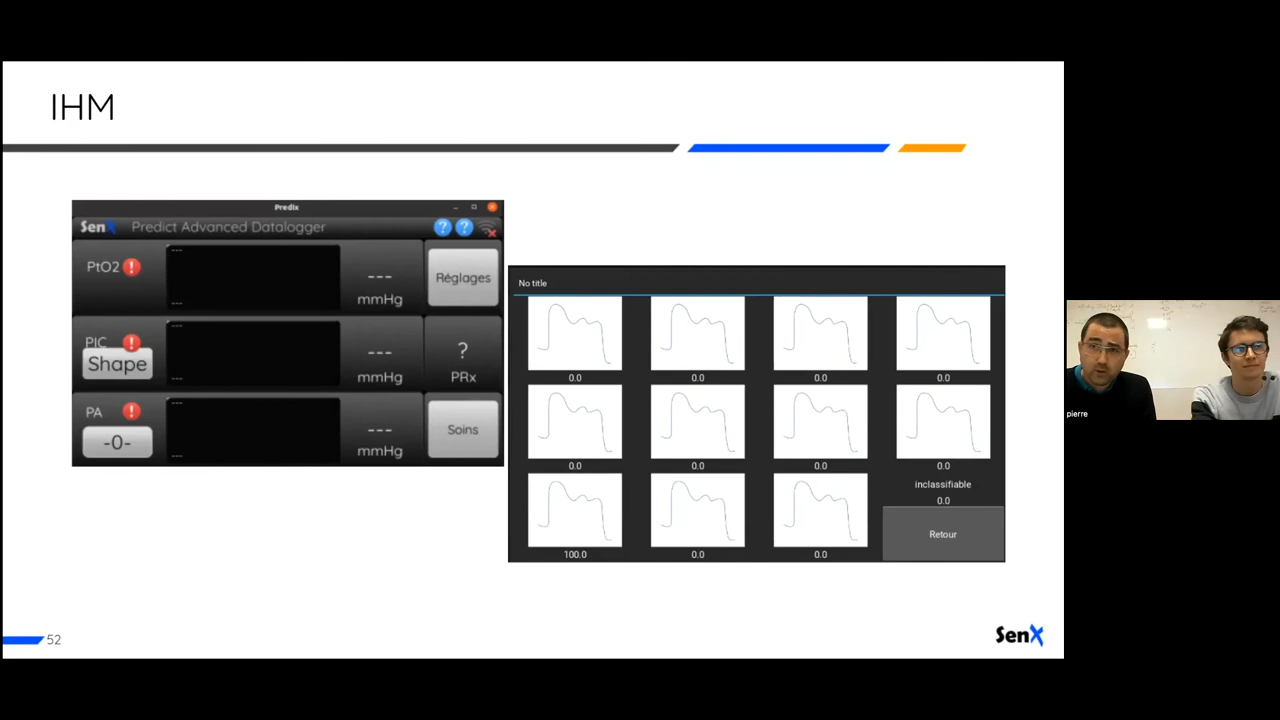 IHM
Predix
SenX Predict Advanced Datalogger ? ?
PtO2 !
---
---
---
mmHg
Réglages
PIC !
Shape
---
---
---
mmHg
?
PRx
PA !
-0-
---
---
---
mmHg
Soins
No title
0.0 0.0 0.0 0.0
0.0 0.0 0.0 0.0
inclassifiable
0.0
100.0 0.0 0.0
Retour
pierre
52
SenX